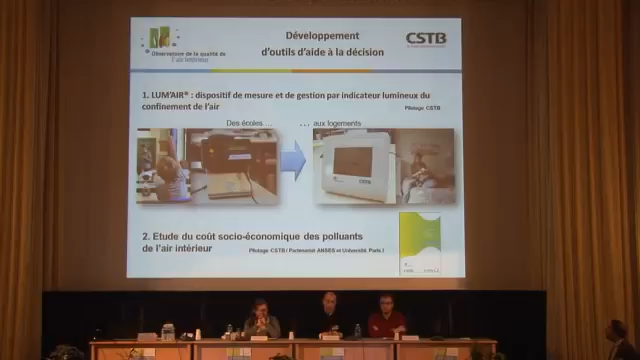 Développement
d'outils d'aide à la décision
CSTB
Observatoire de la qualité de
l'air intérieur
1. LUM'AIR® : dispositif de mesure et de gestion par indicateur lumineux du
confinement de l'air
Pilotage CSTB
Des écoles ...
... aux logements
CSTB
2. Etude du coût socio-économique des polluants
de l'air intérieur
Pilotage CSTB / Partenariat ANSES et Université Paris I